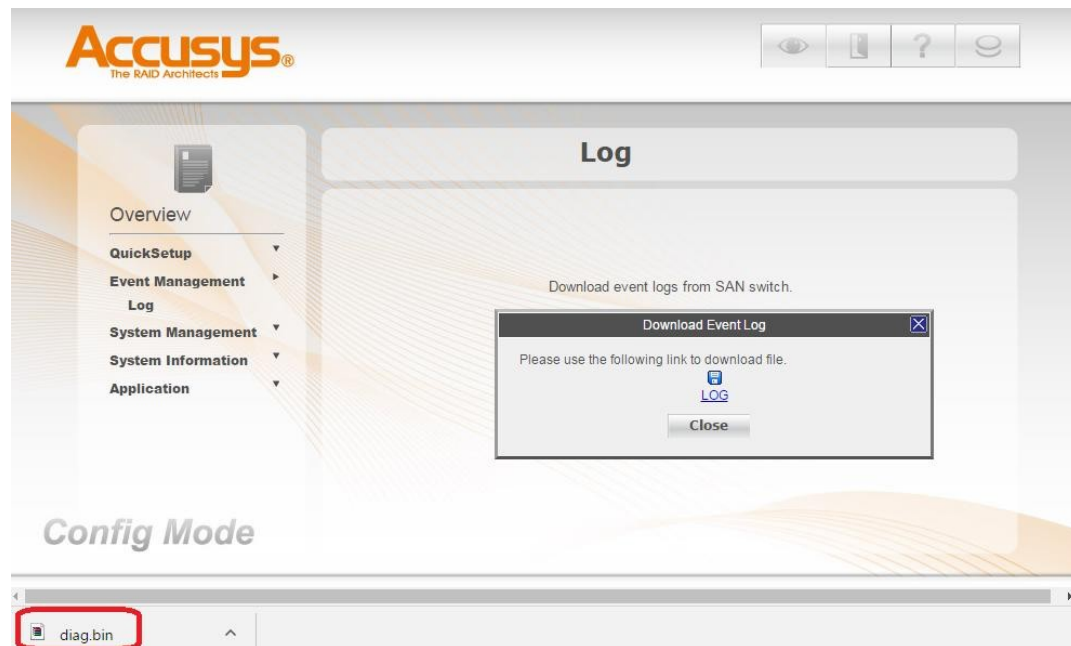 Accusys®
The RAID Architects
?
Log
Overview
QuickSetup
Event Management
Log
System Management
System Information
Application
Download event logs from SAN switch.
Download Event Log
Please use the following link to download file.
LOG
Close
Config Mode
diag.bin